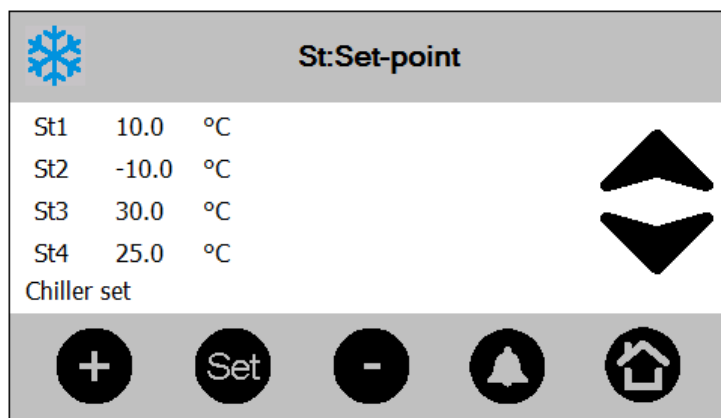 St:Set-point
St1 10.0 °C
St2 -10.0 °C
St3 30.0 °C
St4 25.0 °C
Chiller set
+ Set -